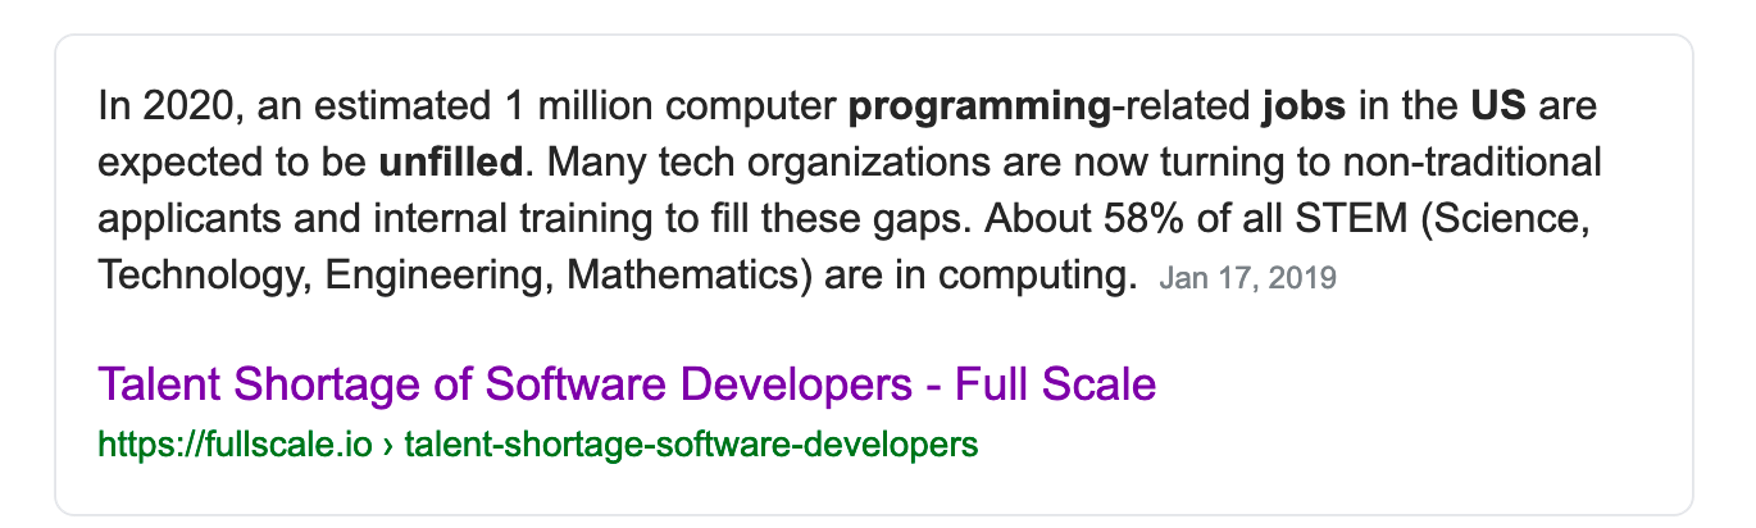 In 2020, an estimated 1 million computer programming-related jobs in the US are
expected to be unfilled. Many tech organizations are now turning to non-traditional
applicants and internal training to fill these gaps. About 58% of all STEM (Science,
Technology, Engineering, Mathematics) are in computing. Jan 17, 2019
Talent Shortage of Software Developers - Full Scale
https://fullscale.io › talent-shortage-software-developers